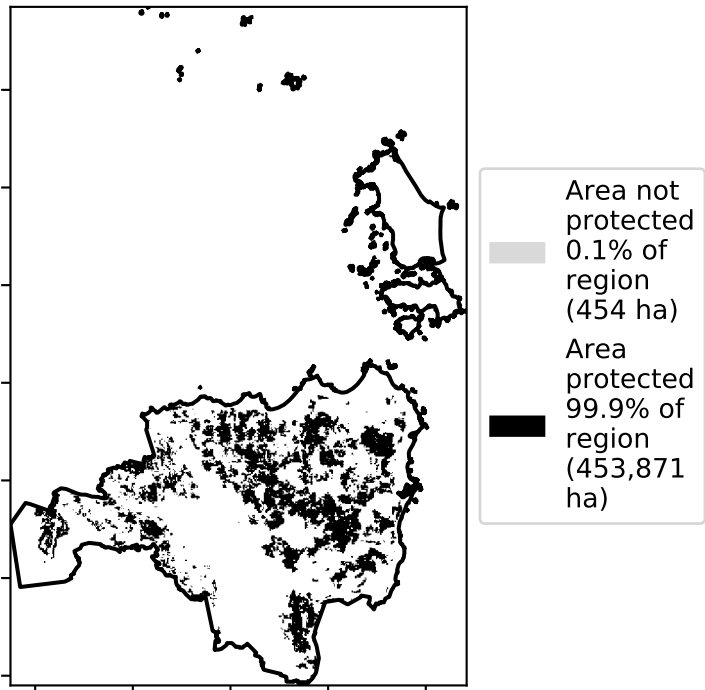 Area not
protected
0.1% of
region
(454 ha)
Area
protected
99.9% of
region
(453,871
ha)